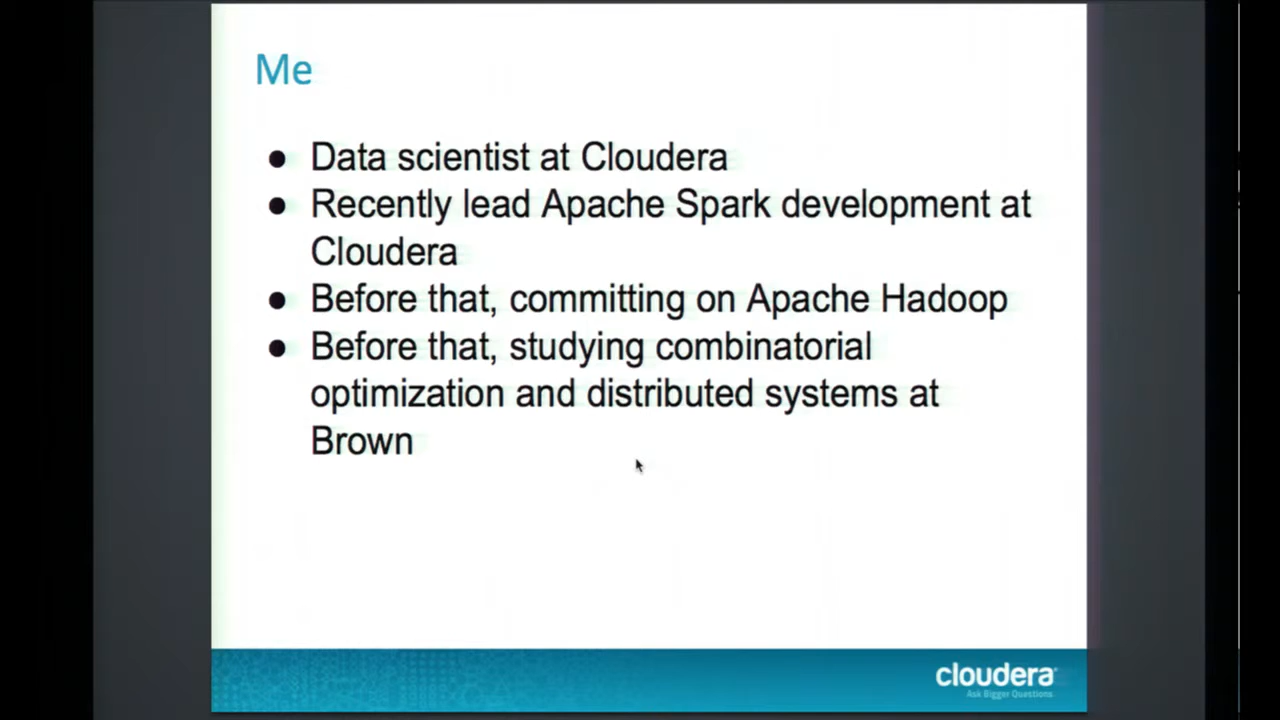 Me
● Data scientist at Cloudera
● Recently lead Apache Spark development at
Cloudera
● Before that, committing on Apache Hadoop
● Before that, studying combinatorial
optimization and distributed systems at
Brown
cloudera
Ask Bigger Questions